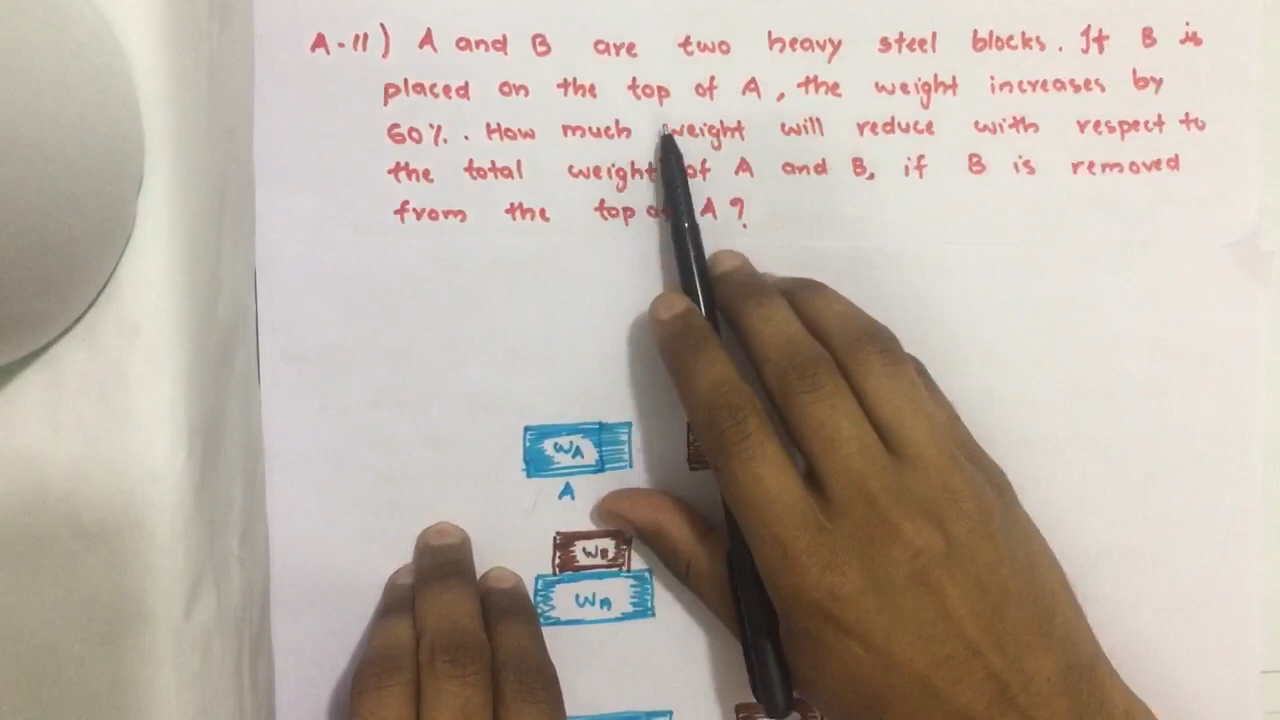 A-11) A and B are two heavy steel blocks. If B is
placed on the top of A, the weight increases by
60%. How much weight will reduce with respect to
the total weight of A and B, if B is removed
from the top of A?
WA
A
WB
WA